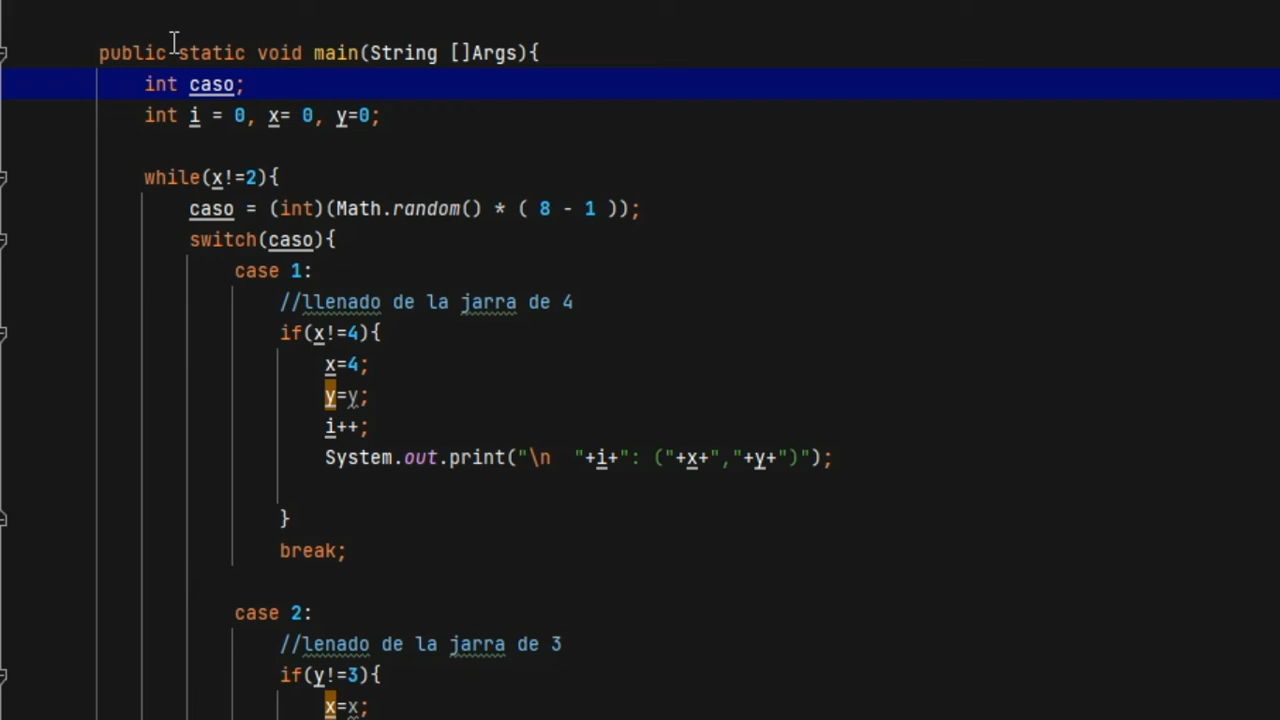 public static void main(String []Args){
int caso;
int i = 0, x= 0, y=0;
while(x!=2){
caso = (int)(Math.random() * ( 8 - 1 ));
switch(caso){
case 1:
//llenado de la jarra de 4
if(x!=4){
x=4;
y=y;
i++;
System.out.print("\n  "+i+": ("+x+","+y+")");
}
break;
case 2:
//lenado de la jarra de 3
if(y!=3){
x=x;